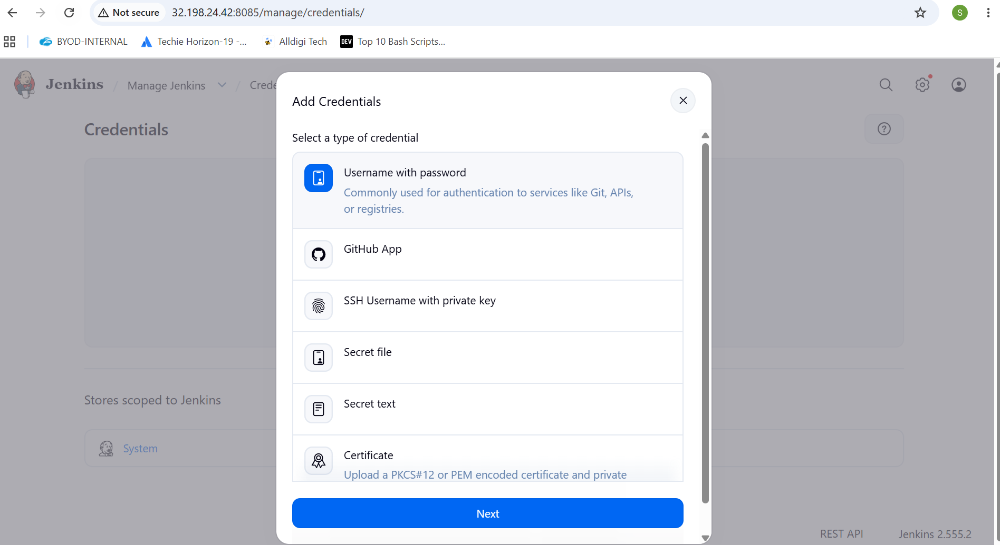 Not secure
32.198.24.42:8085/manage/credentials/
S
BYOD-INTERNAL
Techie Horizon-19 -...
Alldigi Tech
DEV
Top 10 Bash Scripts...
Jenkins / Manage Jenkins / Crede
Add Credentials
Credentials
Select a type of credential
Username with password
Commonly used for authentication to services like Git, APIs,
or registries.
GitHub App
SSH Username with private key
Secret file
Secret text
Certificate
Upload a PKCS#12 or PEM encoded certificate and private
Next
Stores scoped to Jenkins
System
REST API
Jenkins 2.555.2